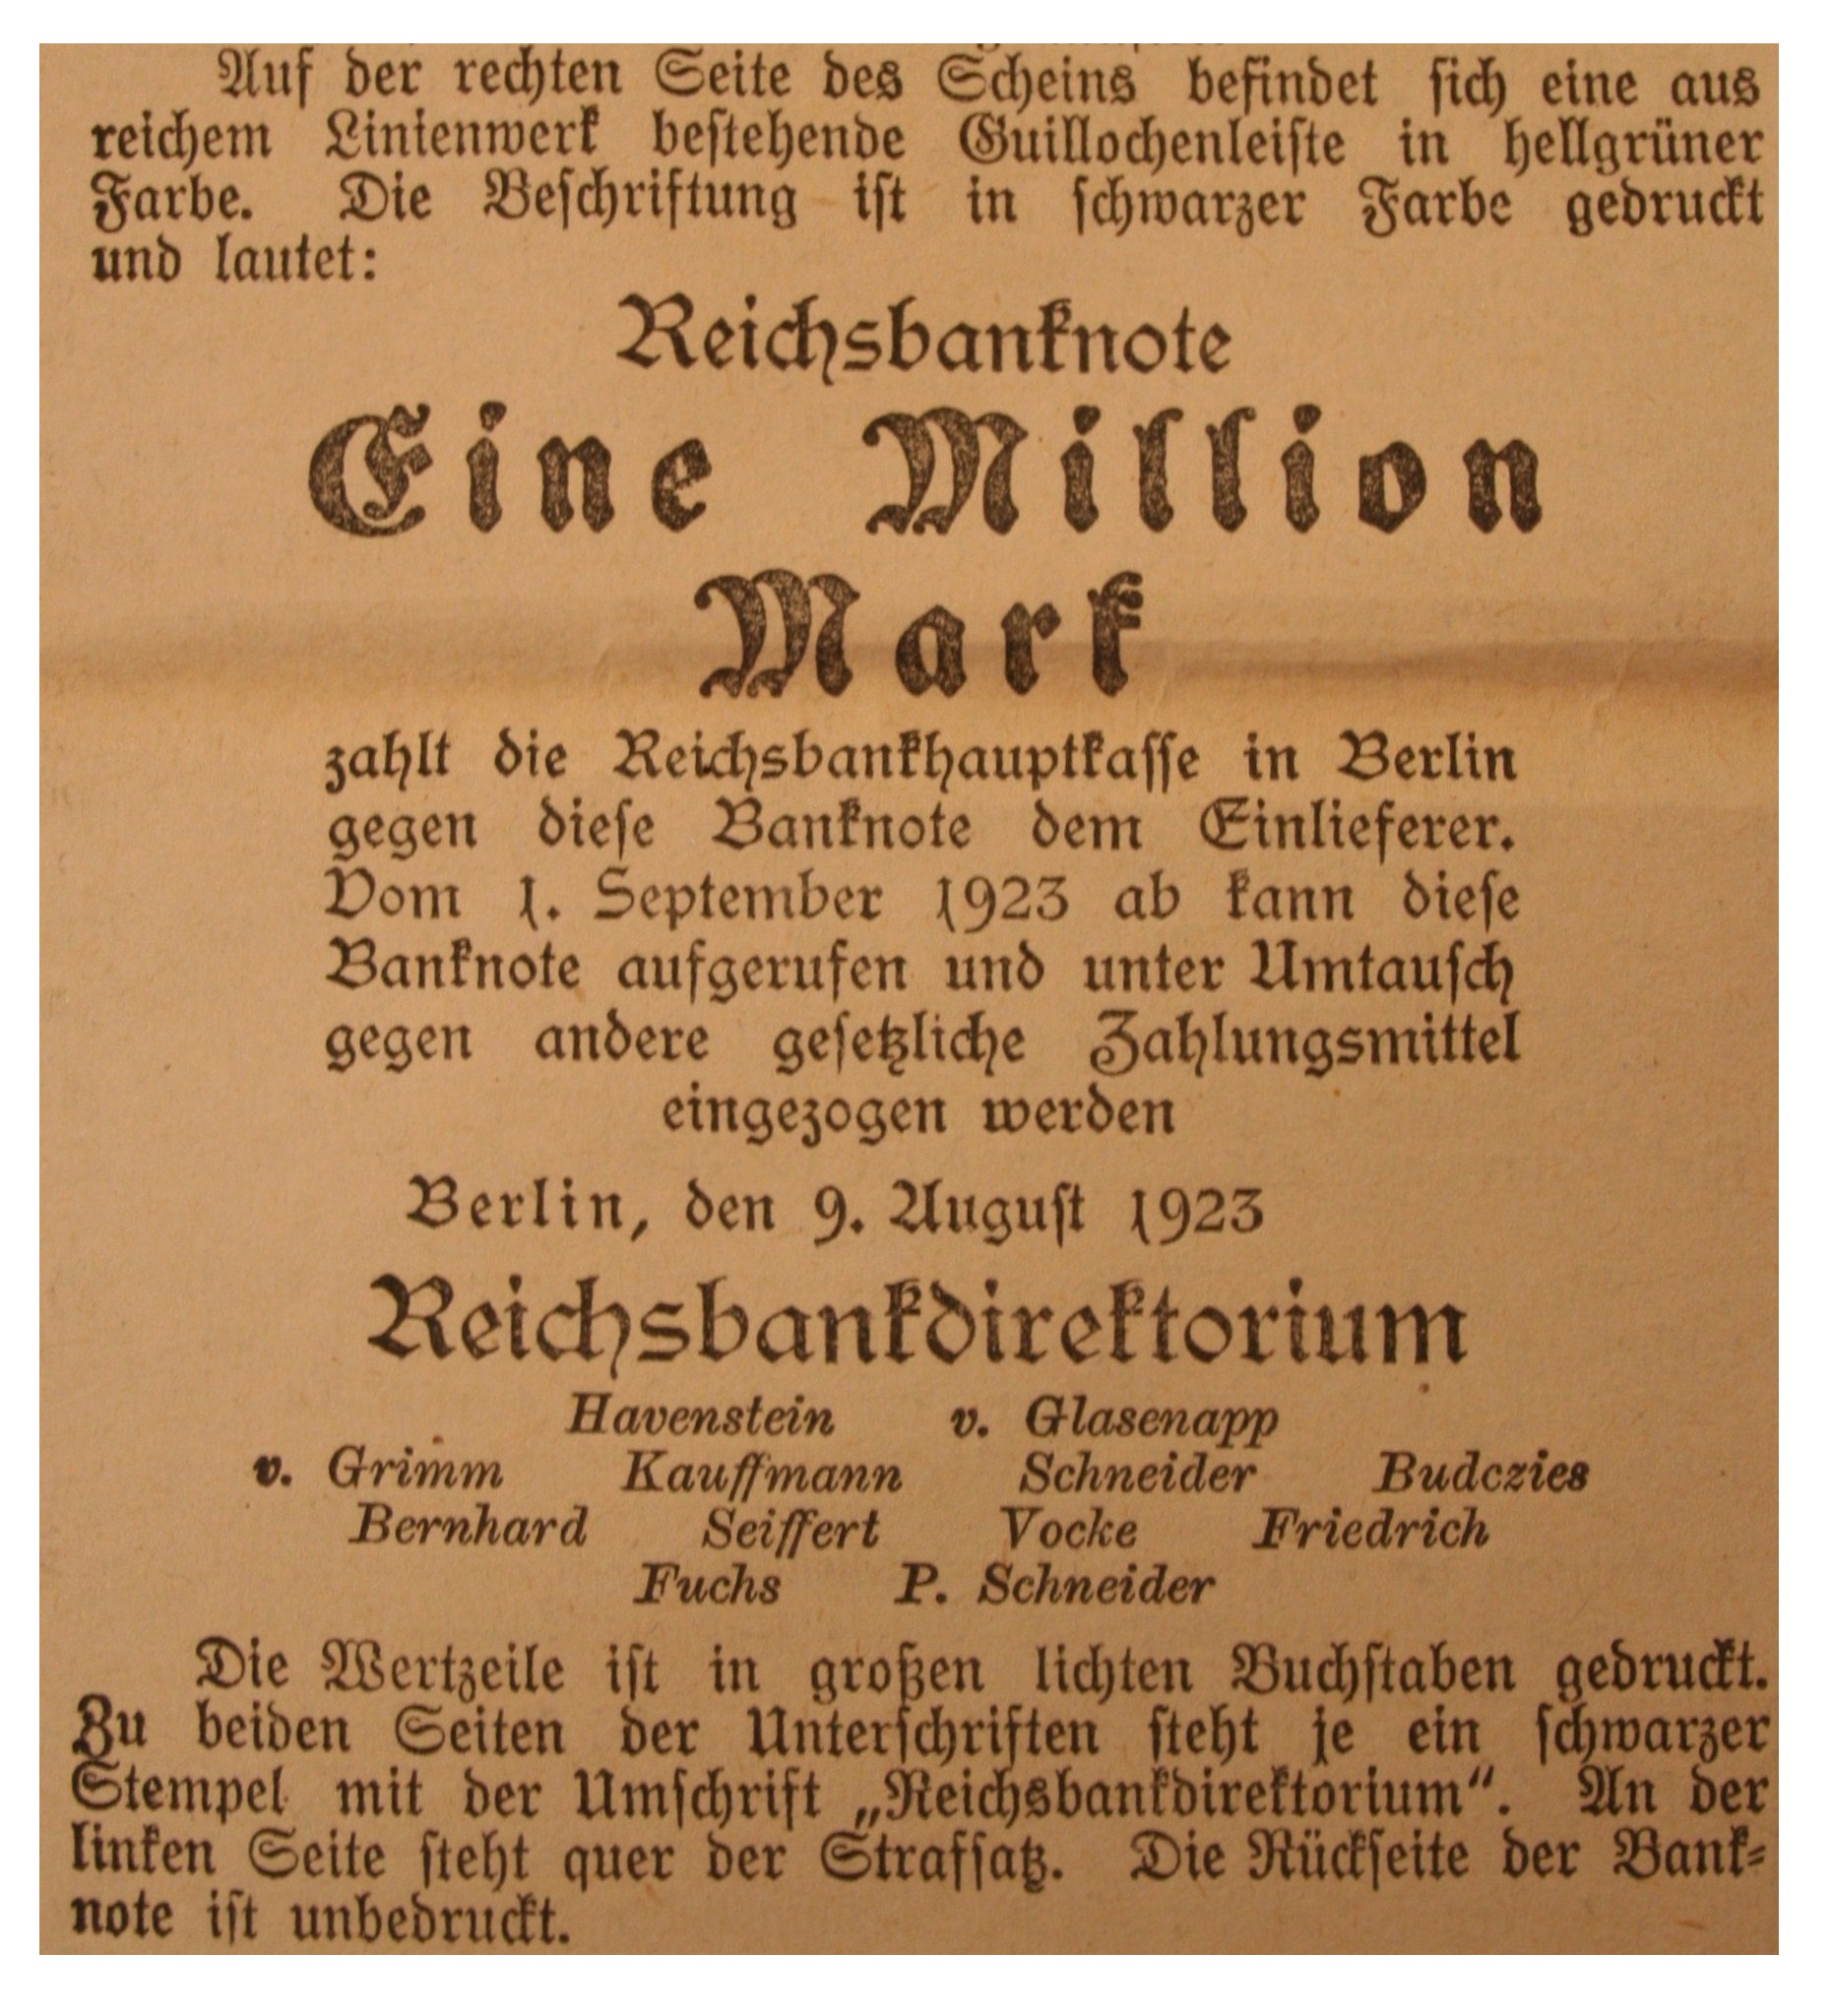 Auf der rechten Seite des Scheins befindet sich eine aus
reichem Linienwerk bestehende Guillochenleiste in hellgrüner
Farbe. Die Beschriftung ist in schwarzer Farbe gedruckt
und lautet:
Reichsbanknote
Eine Million
Mark
zahlt die Reichsbankhauptkasse in Berlin
gegen diese Banknote dem Einlieferer.
Vom 1. September 1923 ab kann diese
Banknote aufgerufen und unter Umtausch
gegen andere gesetzliche Zahlungsmittel
eingezogen werden
Berlin, den 9. August 1923
Reichsbankdirektorium
Havenstein v. Glasenapp
v. Grimm Kauffmann Schneider Budczies
Bernhard Seiffert Vocke Friedrich
Fuchs P. Schneider
Die Wertzeile ist in großen lichten Buchstaben gedruckt.
Zu beiden Seiten der Unterschriften steht je ein schwarzer
Stempel mit der Umschrift „Reichsbankdirektorium“. An der
linken Seite steht quer der Strafsatz. Die Rückseite der Bank-
note ist unbedruckt.